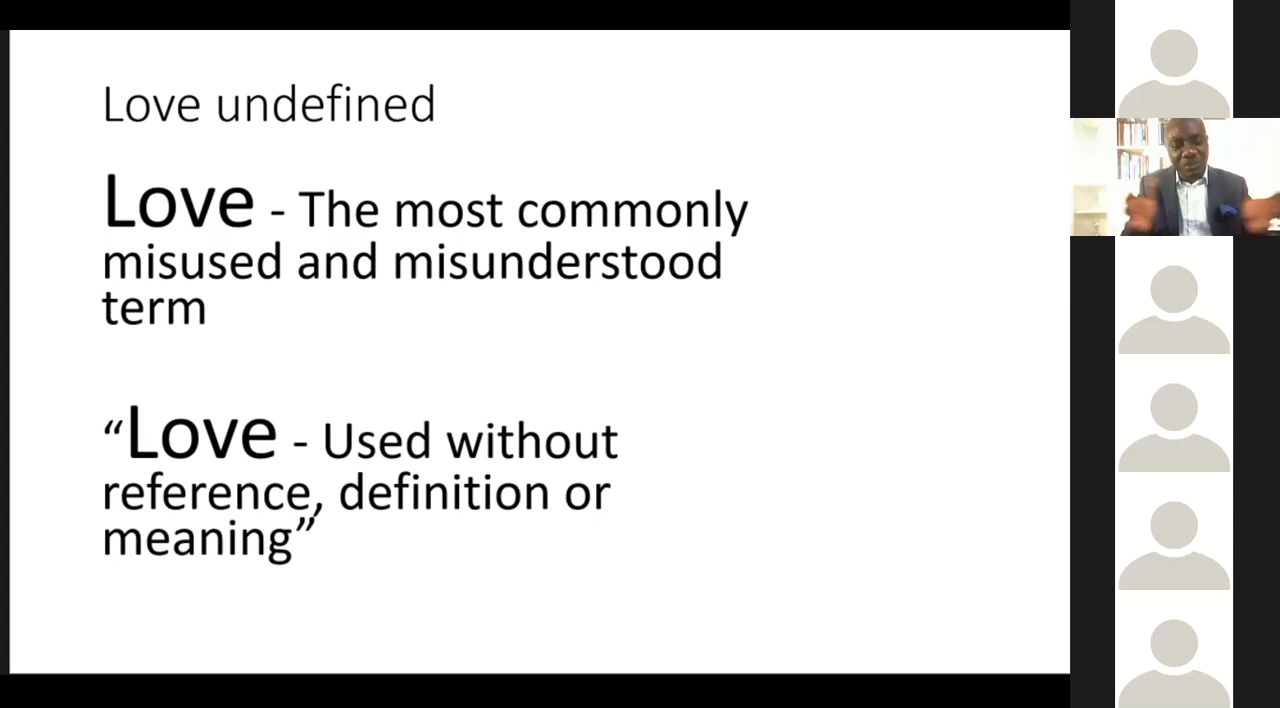 Love undefined
Love - The most commonly
misused and misunderstood
term
“Love - Used without
reference, definition or
meaning”